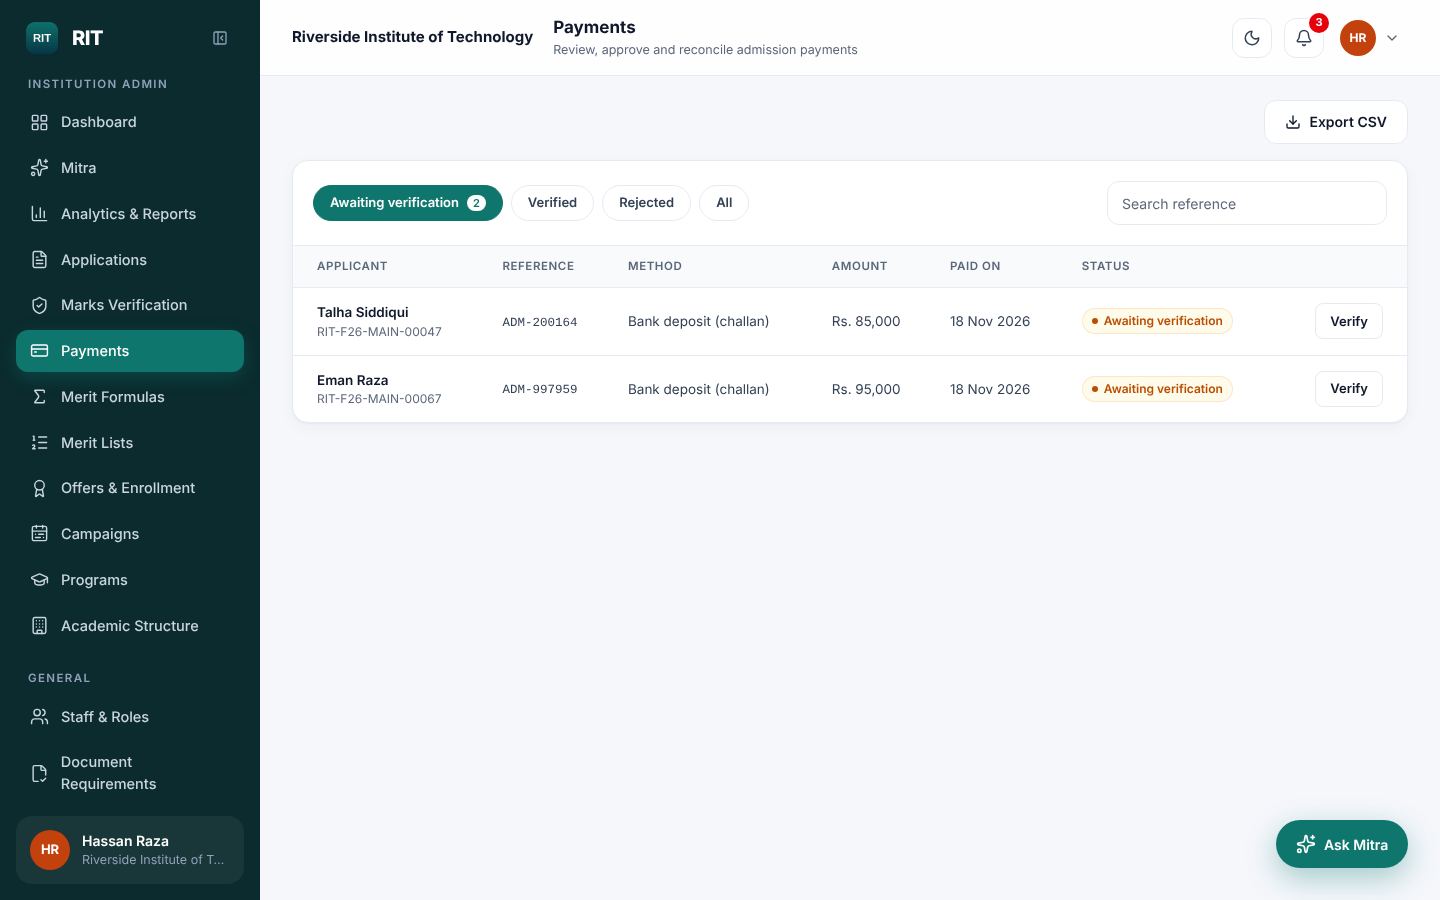 RIT
RIT
INSTITUTION ADMIN
Dashboard
Mitra
Analytics & Reports
Applications
Marks Verification
Payments
Merit Formulas
Merit Lists
Offers & Enrollment
Campaigns
Programs
Academic Structure
GENERAL
Staff & Roles
Document
Requirements
HR
Hassan Raza
Riverside Institute of T...
Riverside Institute of Technology
Payments
Review, approve and reconcile admission payments
3
HR
Export CSV
Awaiting verification 2
Verified
Rejected
All
Search reference
APPLICANT REFERENCE METHOD AMOUNT PAID ON STATUS
Talha Siddiqui
RIT-F26-MAIN-00047
ADM-200164 Bank deposit (challan) Rs. 85,000 18 Nov 2026 Awaiting verification Verify
Eman Raza
RIT-F26-MAIN-00067
ADM-997959 Bank deposit (challan) Rs. 95,000 18 Nov 2026 Awaiting verification Verify
Ask Mitra